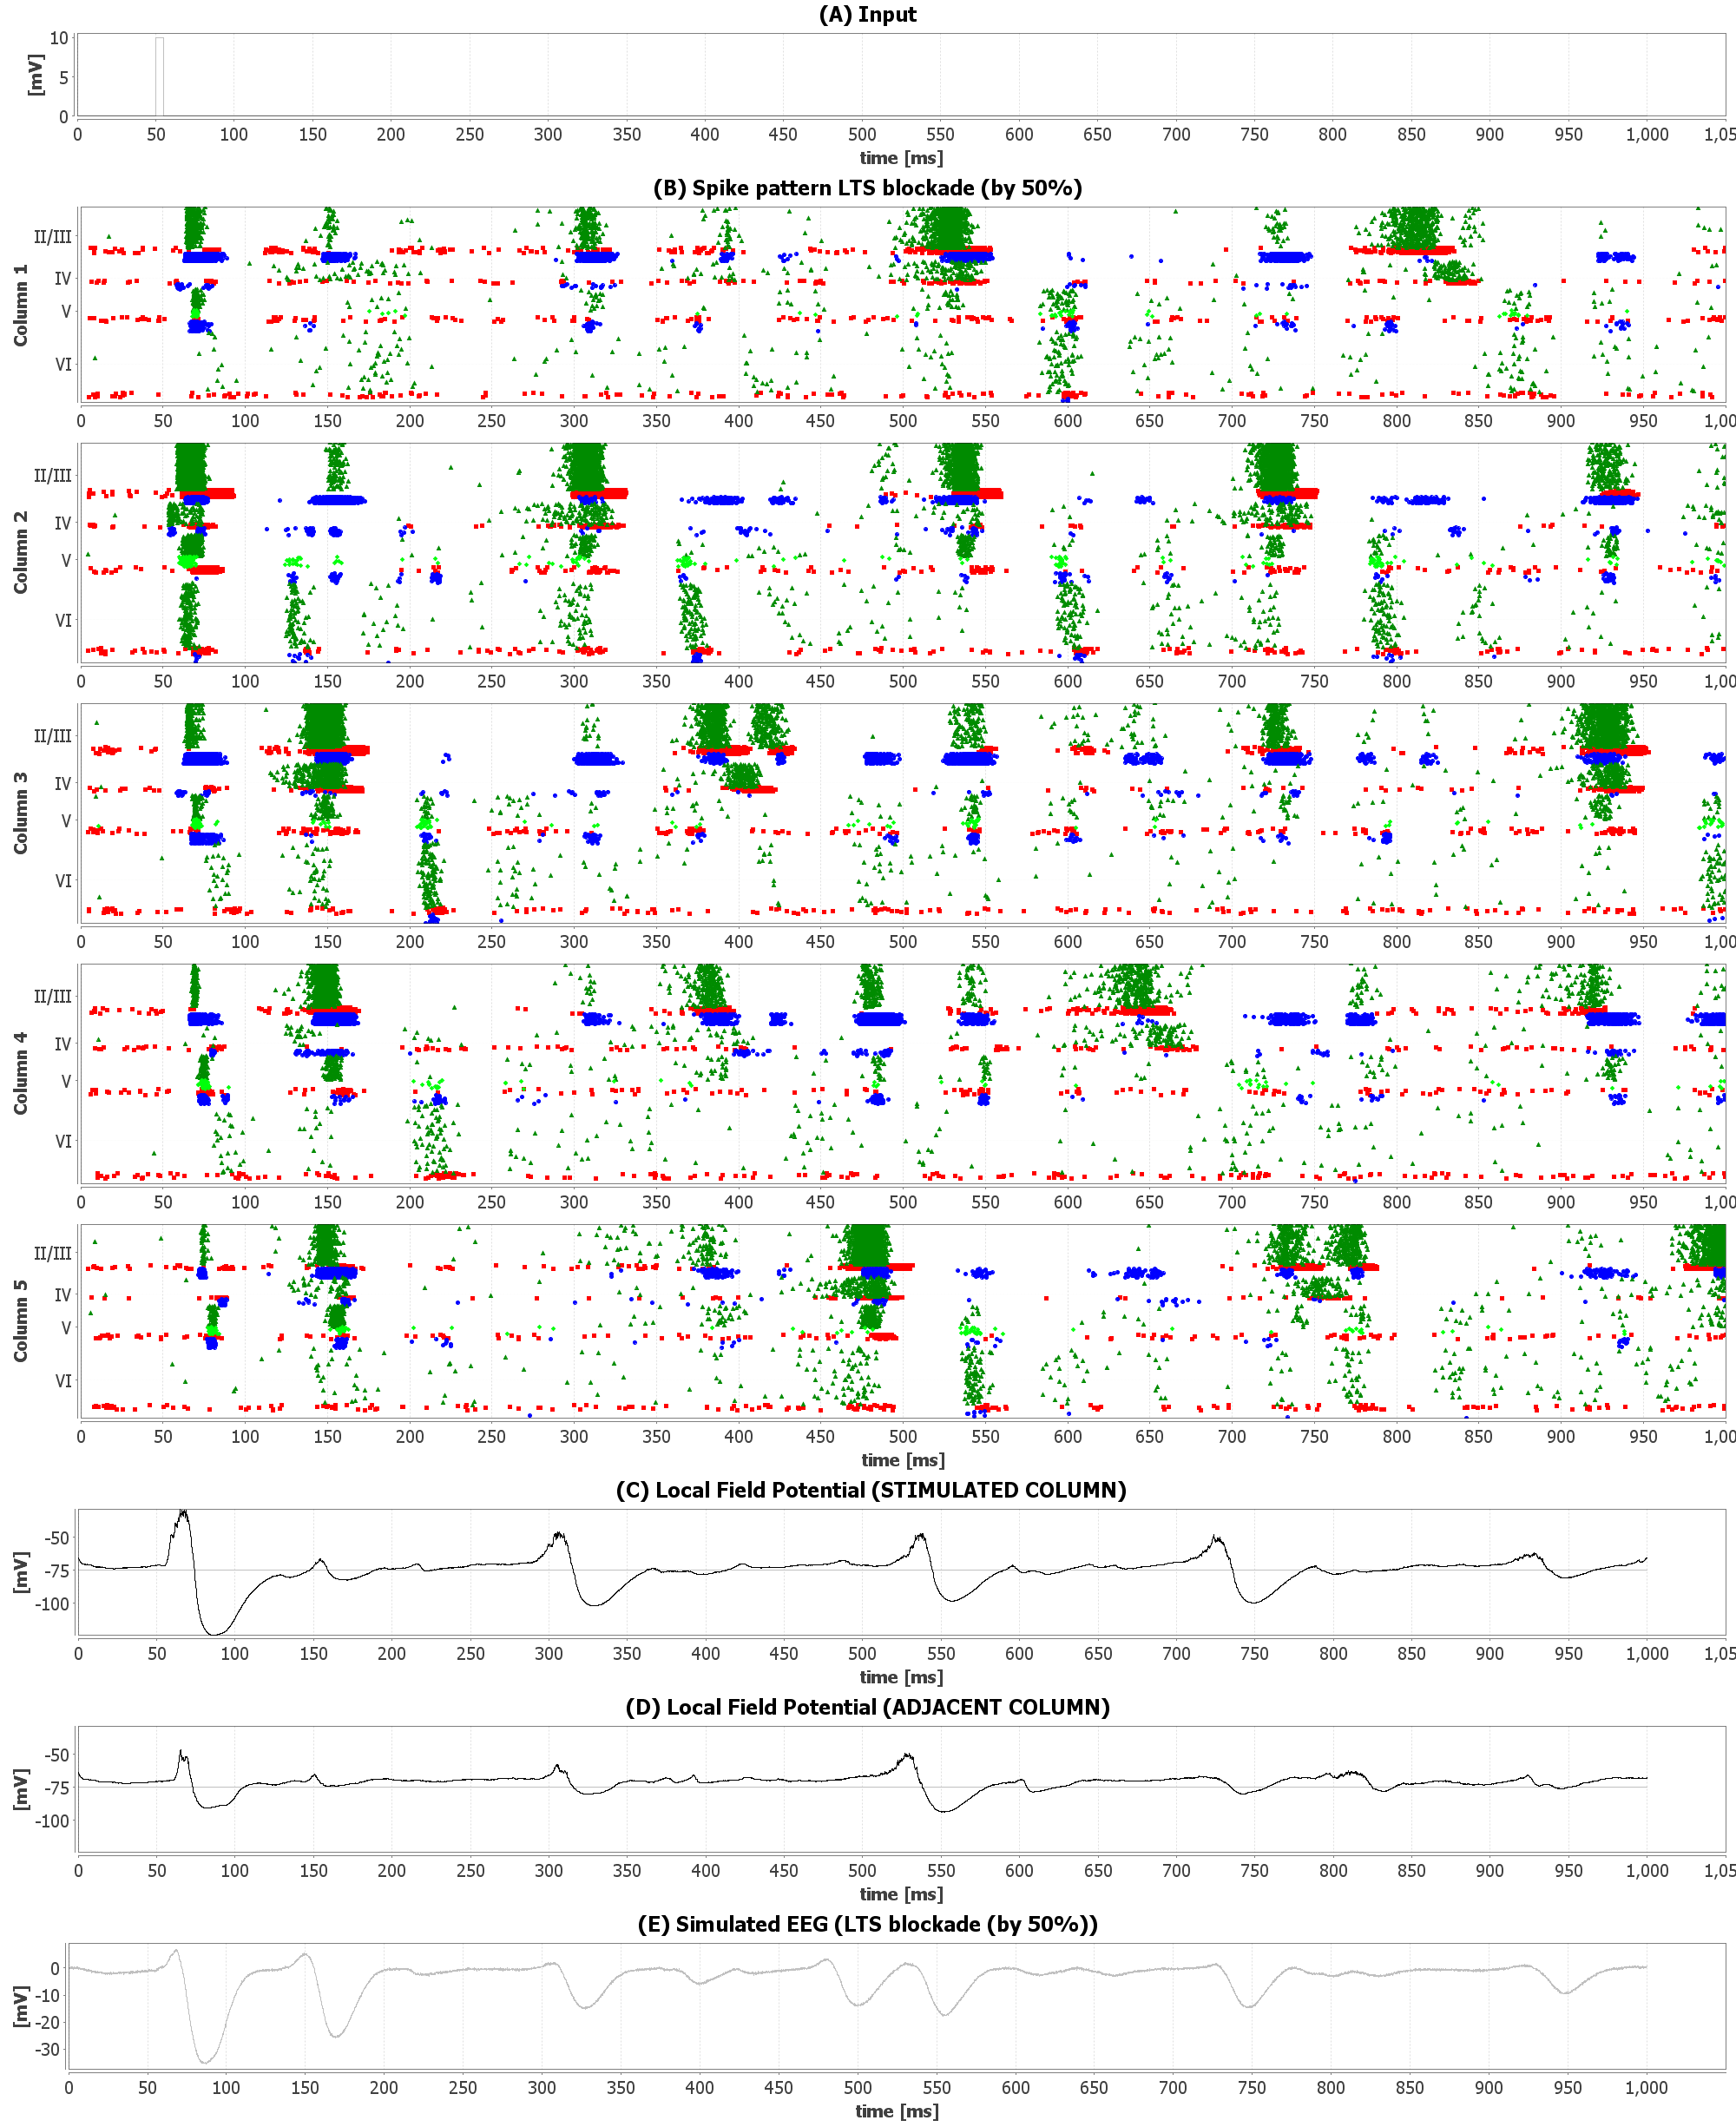 (A) Input
[mV]
10
5
0
0 50 100 150 200 250 300 350 400 450 500 550 600 650 700 750 800 850 900 950 1,000 1,05
time [ms]
(B) Spike pattern LTS blockade (by 50%)
Column 1
II/III
IV
V
VI
0 50 100 150 200 250 300 350 400 450 500 550 600 650 700 750 800 850 900 950 1,00
Column 2
II/III
IV
V
VI
0 50 100 150 200 250 300 350 400 450 500 550 600 650 700 750 800 850 900 950 1,00
Column 3
II/III
IV
V
VI
0 50 100 150 200 250 300 350 400 450 500 550 600 650 700 750 800 850 900 950 1,00
Column 4
II/III
IV
V
VI
0 50 100 150 200 250 300 350 400 450 500 550 600 650 700 750 800 850 900 950 1,00
Column 5
II/III
IV
V
VI
0 50 100 150 200 250 300 350 400 450 500 550 600 650 700 750 800 850 900 950 1,00
time [ms]
(C) Local Field Potential (STIMULATED COLUMN)
[mV]
-50
-75
-100
0 50 100 150 200 250 300 350 400 450 500 550 600 650 700 750 800 850 900 950 1,000 1,05
time [ms]
(D) Local Field Potential (ADJACENT COLUMN)
[mV]
-50
-75
-100
0 50 100 150 200 250 300 350 400 450 500 550 600 650 700 750 800 850 900 950 1,000 1,05
time [ms]
(E) Simulated EEG (LTS blockade (by 50%))
[mV]
0
-10
-20
-30
0 50 100 150 200 250 300 350 400 450 500 550 600 650 700 750 800 850 900 950 1,000
time [ms]